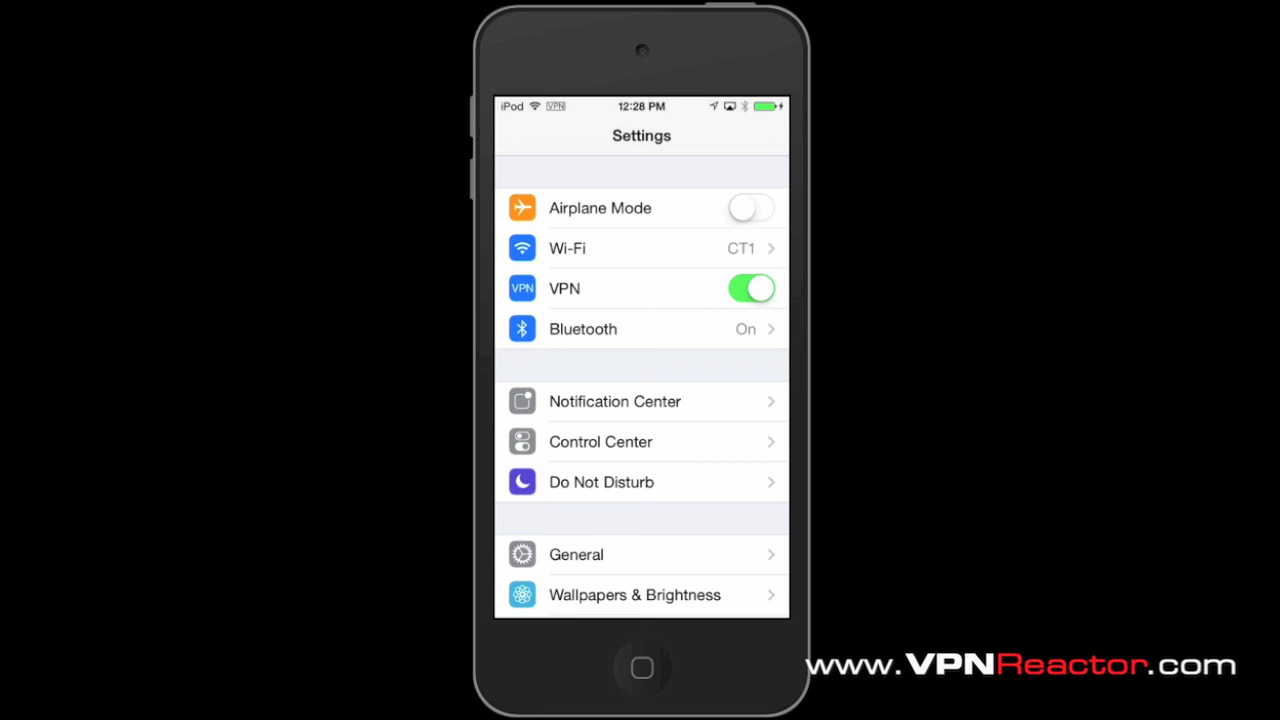 iPod VPN 12:28 PM
Settings
Airplane Mode
Wi-Fi CT1
VPN VPN
Bluetooth On
Notification Center
Control Center
Do Not Disturb
General
Wallpapers & Brightness
www.VPNReactor.com